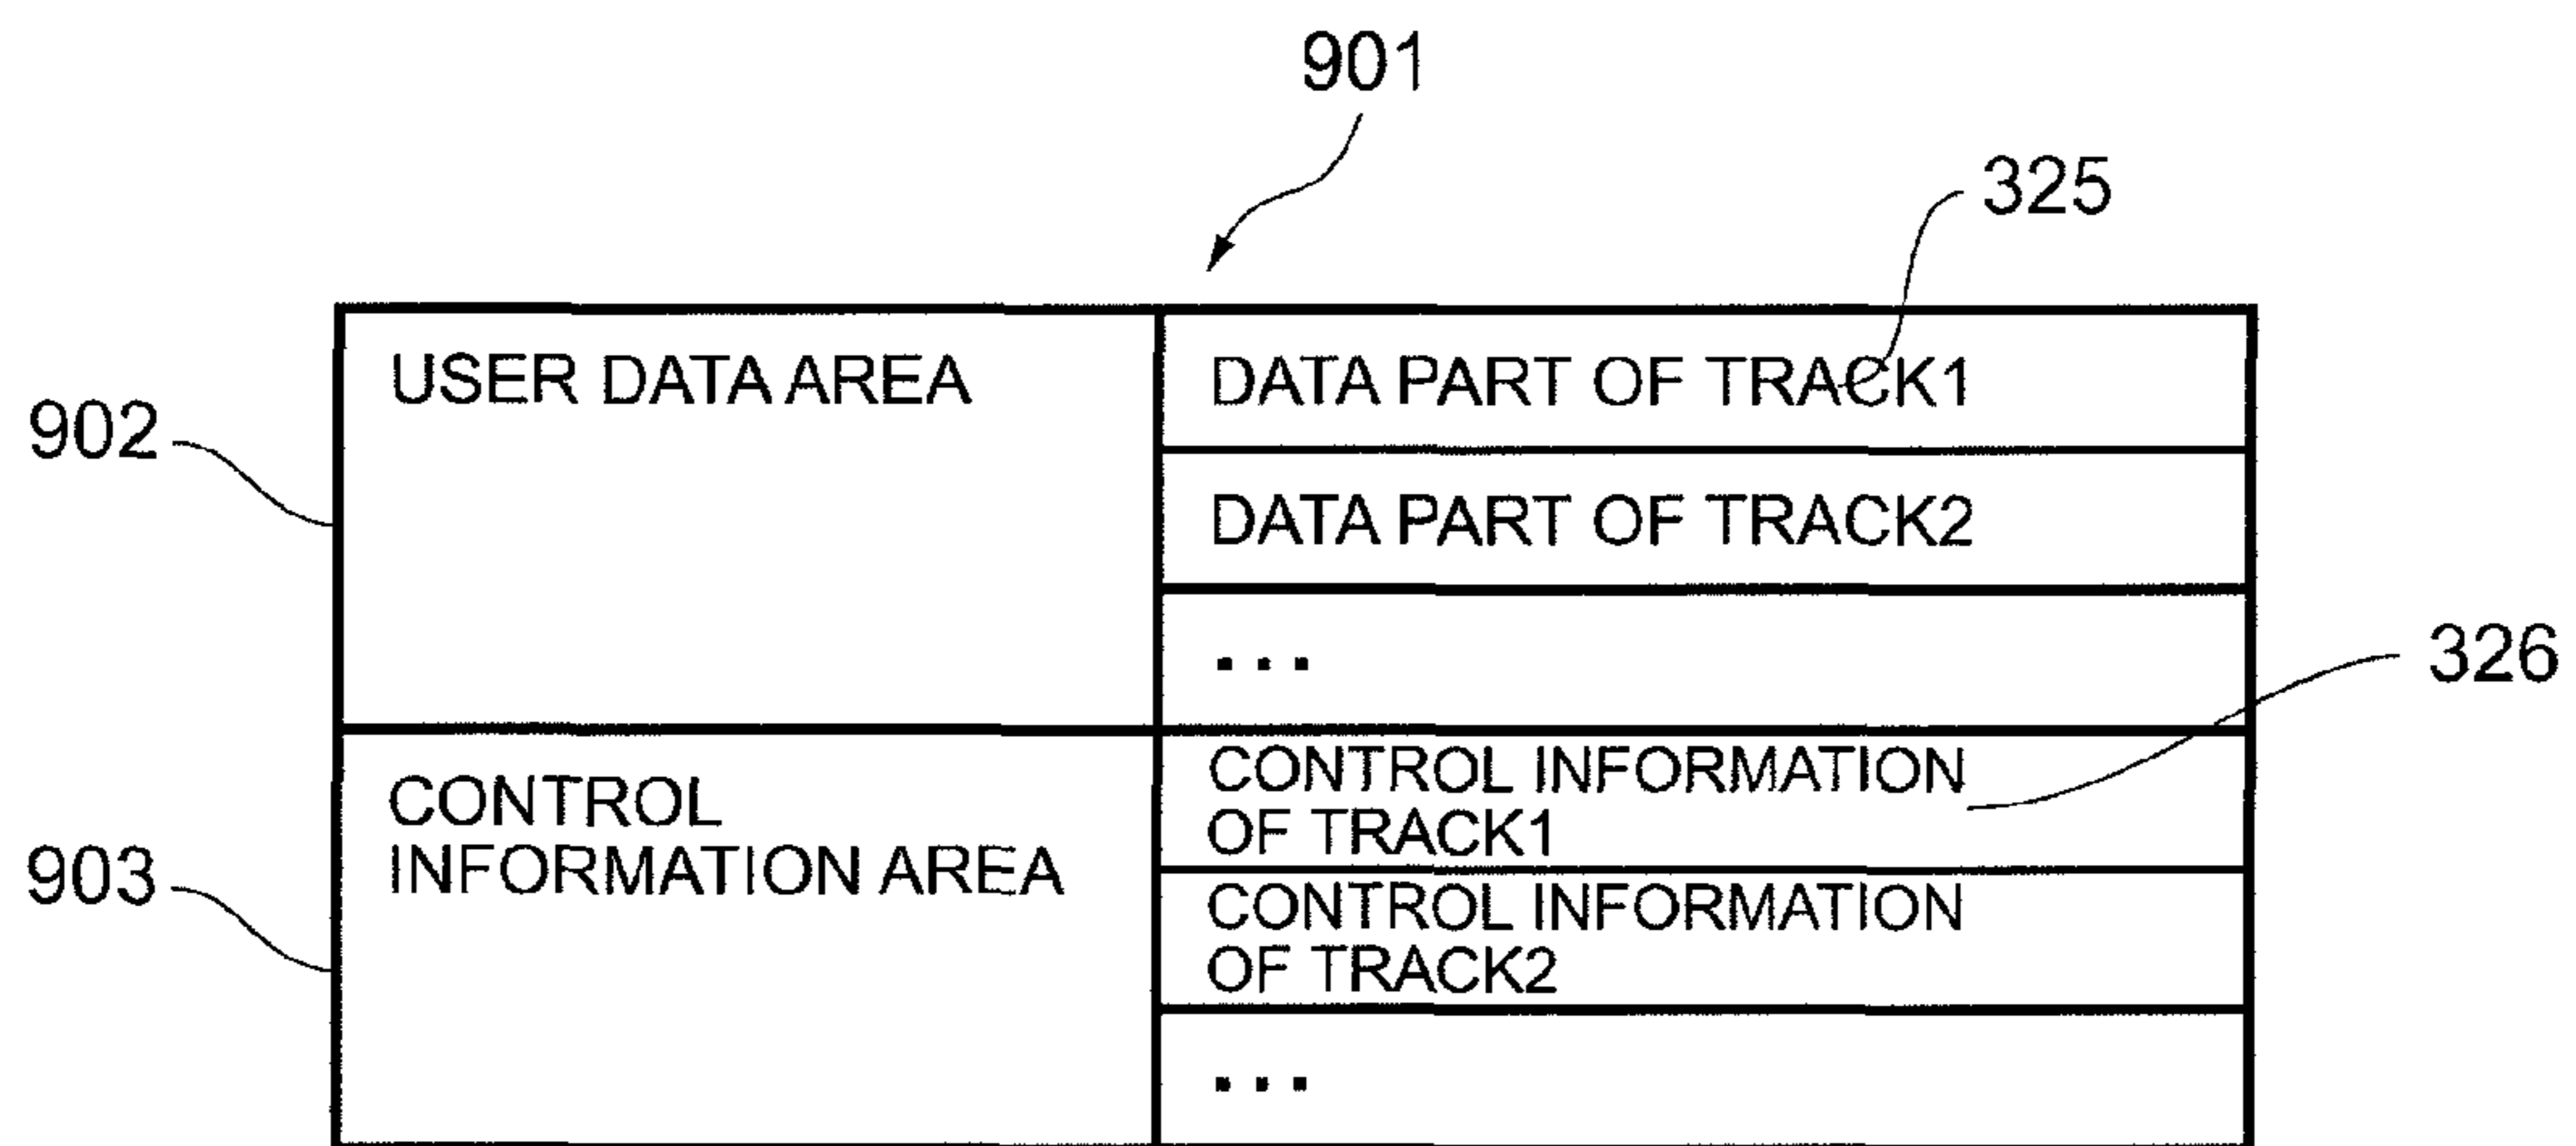 901
325
USER DATA AREA
DATA PART OF TRACK1
902
DATA PART OF TRACK2
...
326
CONTROL
INFORMATION AREA
CONTROL INFORMATION
OF TRACK1
903
CONTROL INFORMATION
OF TRACK2
...